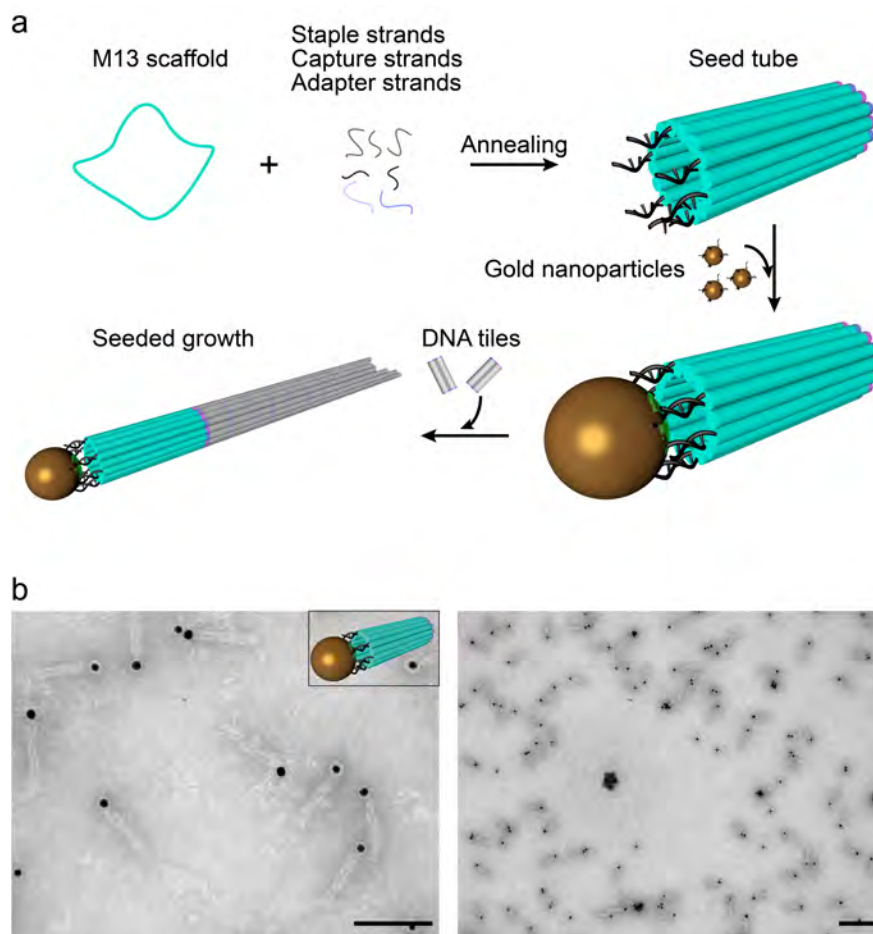 a
M13 scaffold
Staple strands
Capture strands
Adapter strands
Seed tube
+
Annealing
Gold nanoparticles
Seeded growth
DNA tiles
b